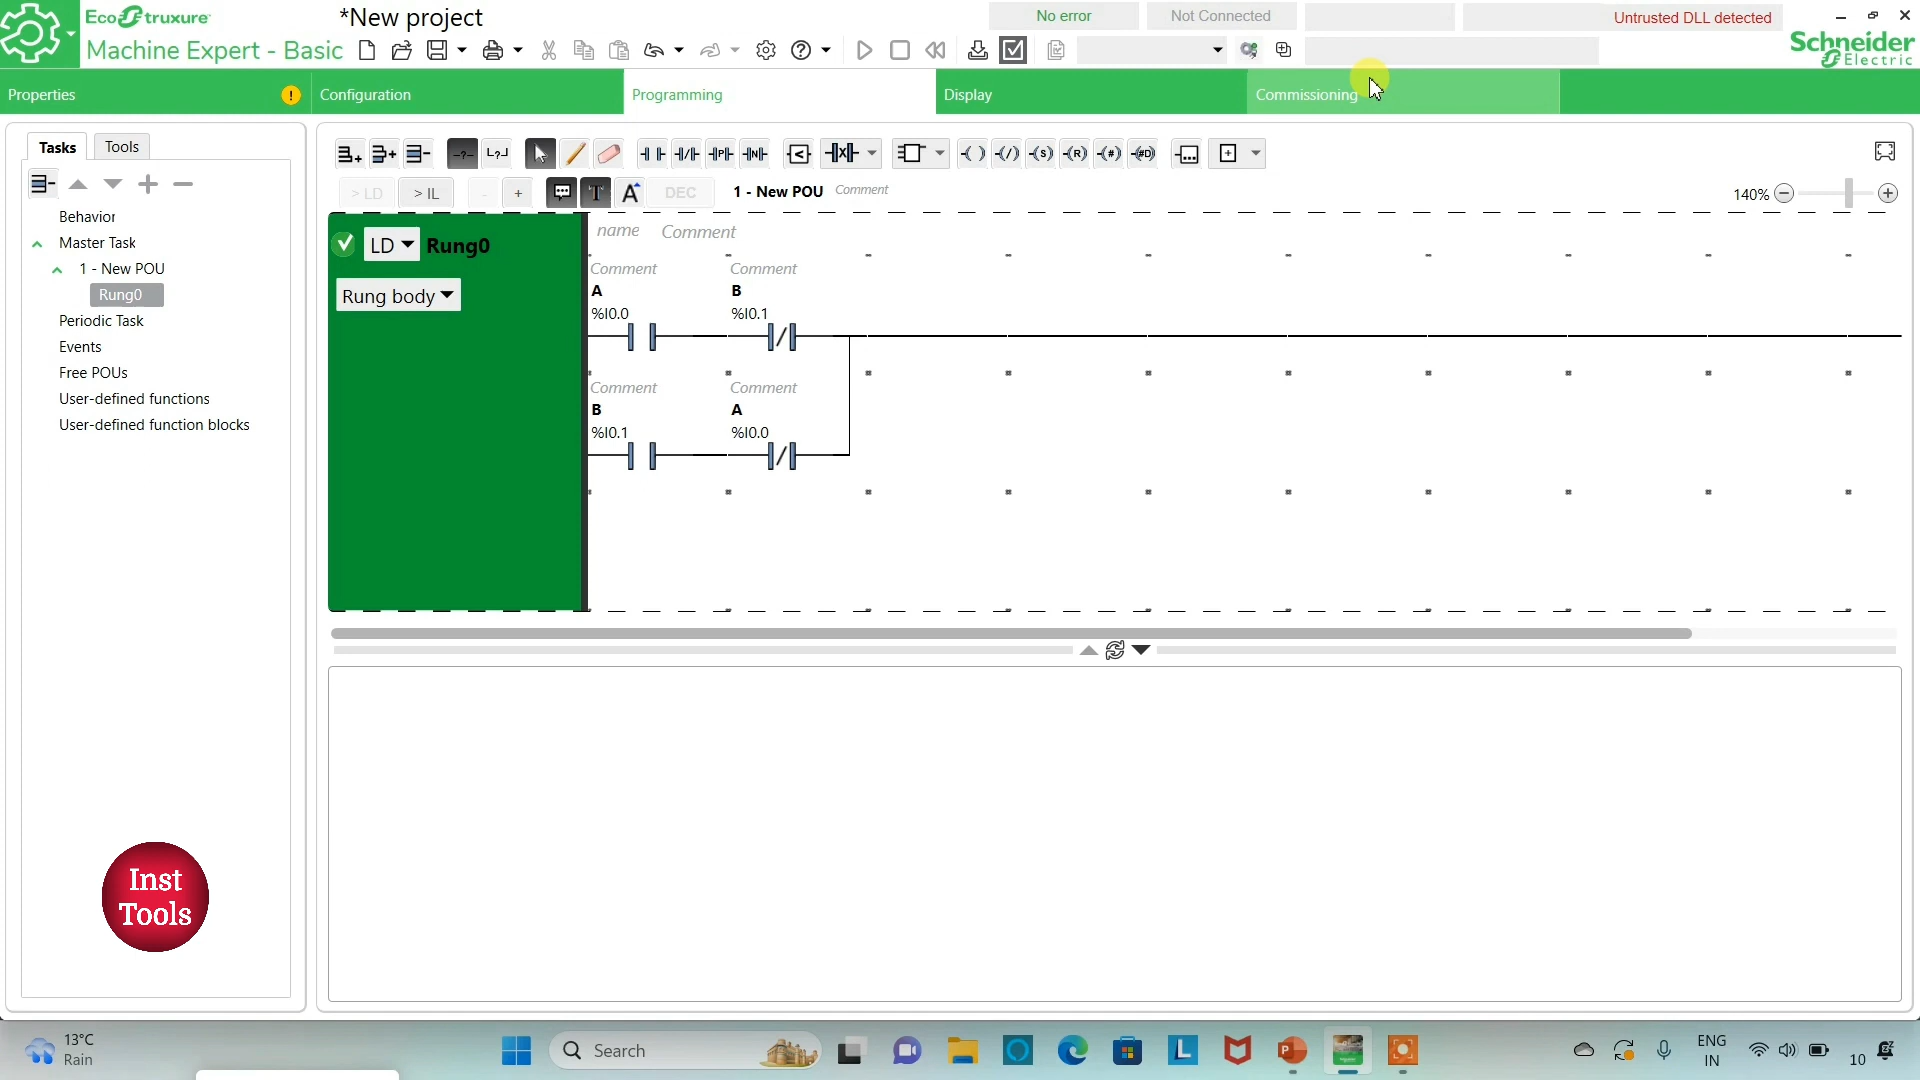 EcoStruxure
Machine Expert - Basic
*New project
No error
Not Connected
Untrusted DLL detected
Schneider
Electric
Properties
!
Configuration
Programming
Display
Commissioning
Tasks
Tools
Behavior
Master Task
1 - New POU
Rung0
Periodic Task
Events
Free POUs
User-defined functions
User-defined function blocks
> LD
> IL
-
+
T
A
DEC
1 - New POU
Comment
140%
LD
Rung0
Rung body
name
Comment
Comment
Comment
A
B
%I0.0
%I0.1
Comment
Comment
B
A
%I0.1
%I0.0
Inst
Tools
13°C
Rain
Search
ENG
IN
10